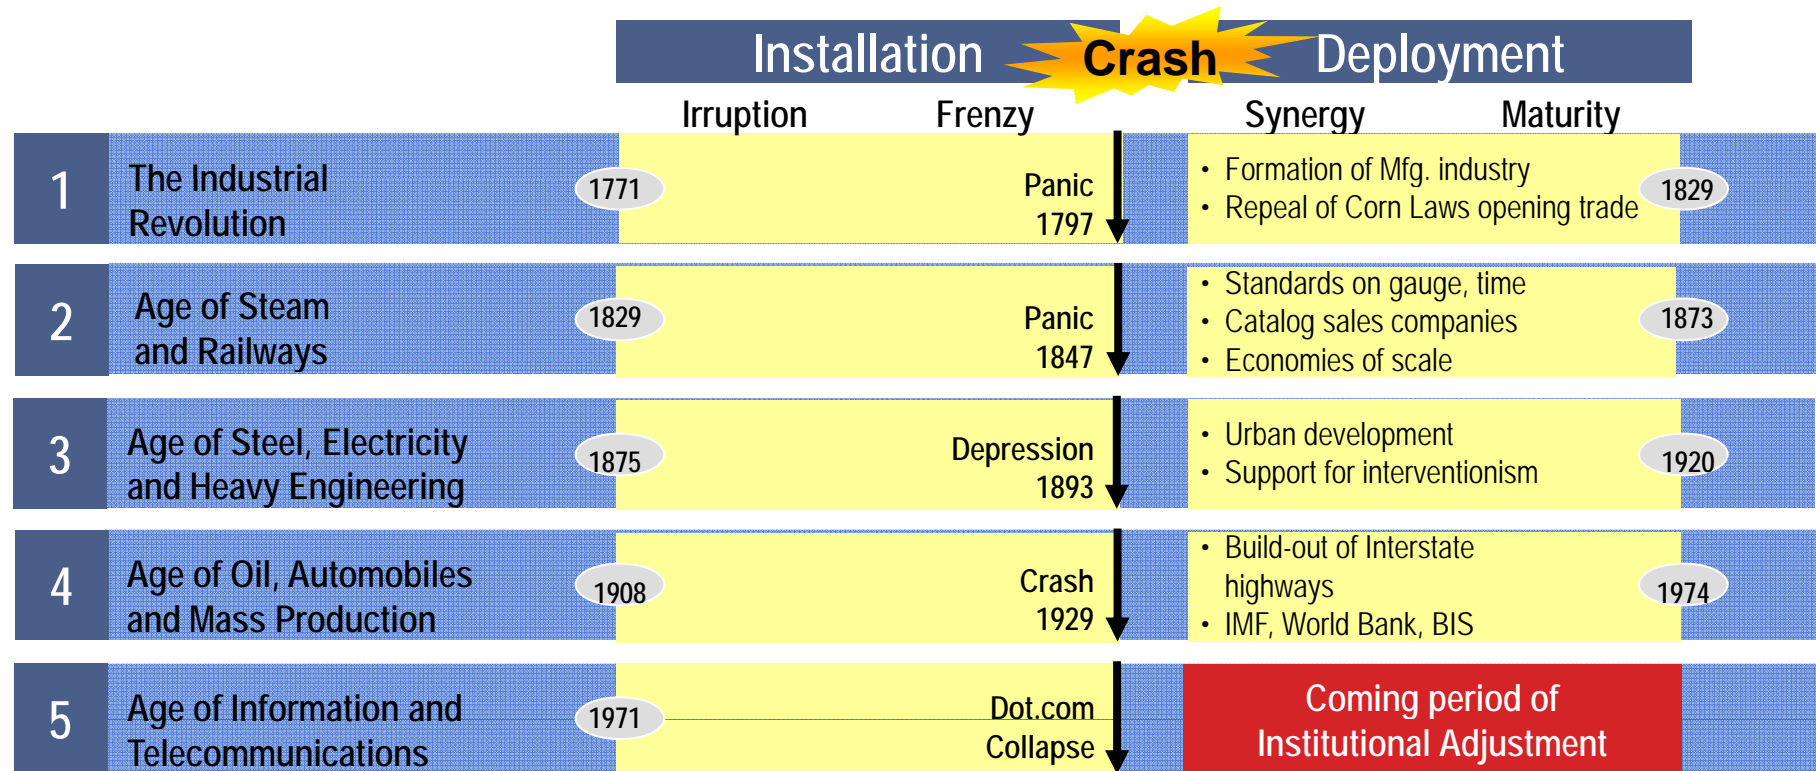 Installation Crash Deployment
Irruption Frenzy Synergy Maturity
1
The Industrial
Revolution
1771
Panic
1797
• Formation of Mfg. industry
• Repeal of Corn Laws opening trade
1829
2
Age of Steam
and Railways
1829
Panic
1847
• Standards on gauge, time
• Catalog sales companies
• Economies of scale
1873
3
Age of Steel, Electricity
and Heavy Engineering
1875
Depression
1893
• Urban development
• Support for interventionism
1920
4
Age of Oil, Automobiles
and Mass Production
1908
Crash
1929
• Build-out of Interstate
highways
• IMF, World Bank, BIS
1974
5
Age of Information and
Telecommunications
1971
Dot.com
Collapse
Coming period of
Institutional Adjustment